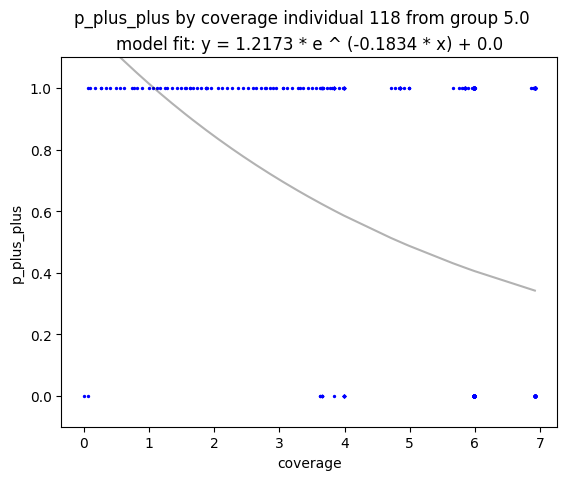 p_plus_plus by coverage individual 118 from group 5.0
model fit: y = 1.2173 * e ^ (-0.1834 * x) + 0.0
p_plus_plus
1.0
0.8
0.6
0.4
0.2
0.0
0 1 2 3 4 5 6 7
coverage